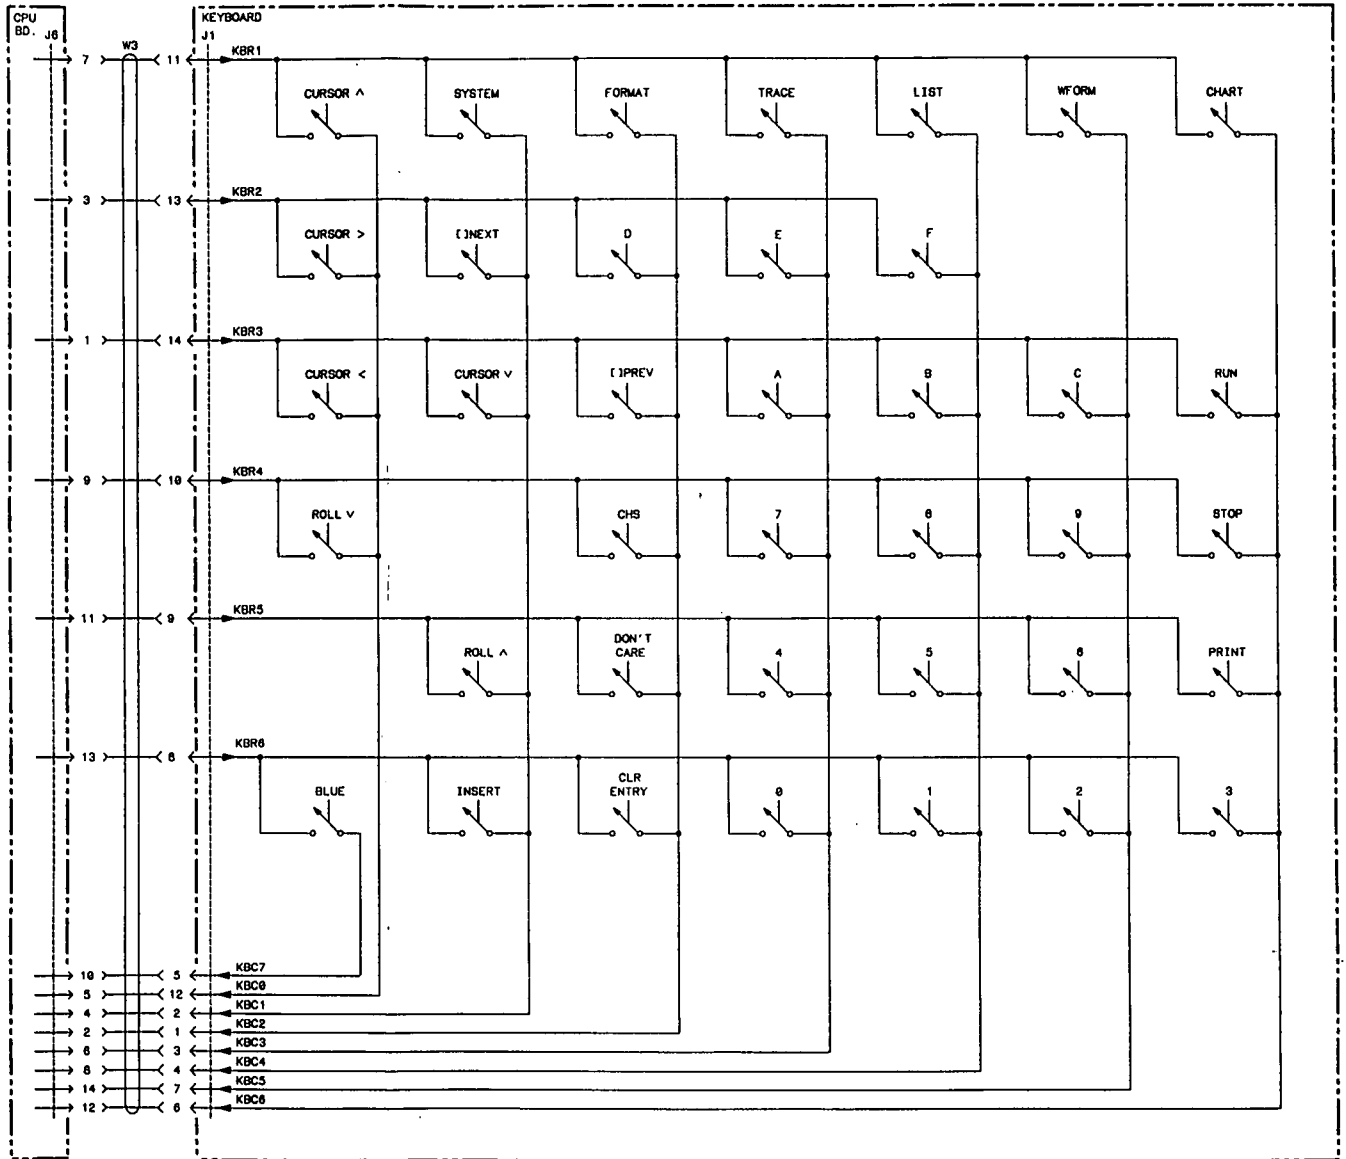 CPU BD. J6
W3
KEYBOARD
J1
7 11 KBR1
CURSOR ^ SYSTEM FORMAT TRACE LIST WFORM CHART
3 13 KBR2
CURSOR > [ ]NEXT D E F
1 14 KBR3
CURSOR < CURSOR v [ ]PREV A B C RUN
9 10 KBR4
ROLL v CHS 7 8 9 STOP
11 9 KBR5
ROLL ^ DON'T CARE 4 5 6 PRINT
13 8 KBR6
BLUE INSERT CLR ENTRY 0 1 2 3
10 5 KBC7
5 12 KBC0
4 2 KBC1
2 1 KBC2
6 3 KBC3
8 4 KBC4
14 7 KBC5
12 6 KBC6